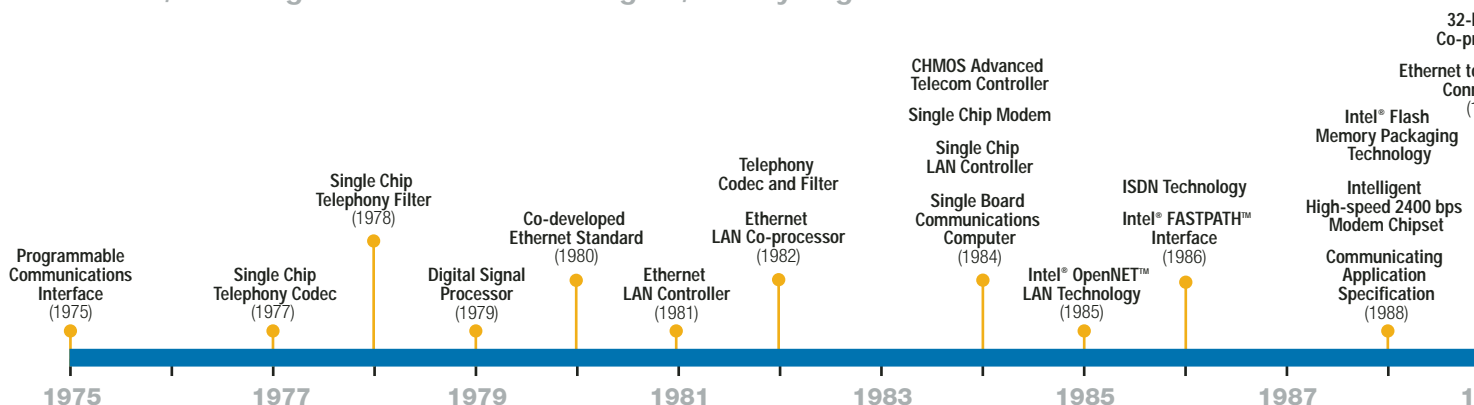 CHMOS Advanced
Telecom Controller
Single Chip Modem
Single Chip
LAN Controller
Single Board
Communications
Computer
(1984)
Programmable
Communications
Interface
(1975)
Single Chip
Telephony Codec
(1977)
Single Chip
Telephony Filter
(1978)
Digital Signal
Processor
(1979)
Co-developed
Ethernet Standard
(1980)
Ethernet
LAN Controller
(1981)
Telephony
Codec and Filter
Ethernet
LAN Co-processor
(1982)
Intel® OpenNET™
LAN Technology
(1985)
ISDN Technology
Intel® FASTPATH™
Interface
(1986)
Intel® Flash
Memory Packaging
Technology
Intelligent
High-speed 2400 bps
Modem Chipset
Communicating
Application
Specification
(1988)
Ethernet
1975
1977
1979
1981
1983
1985
1987